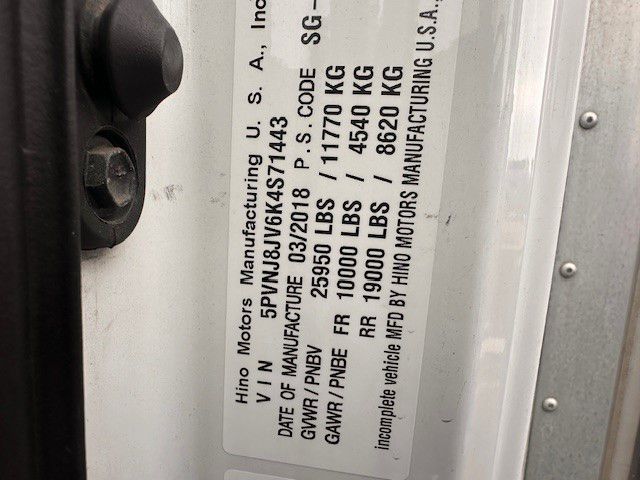 Hino Motors Manufacturing U.S.A., Inc
VIN 5PVNJ8JV6K4S71443
DATE OF MANUFACTURE 03/2018 P.S. CODE SG-
GVWR/PNBV 25950 LBS / 11770 KG
GAWR/PNBE FR 10000 LBS / 4540 KG
RR 19000 LBS / 8620 KG
incomplete vehicle MFD BY HINO MOTORS MANUFACTURING U.S.A.,